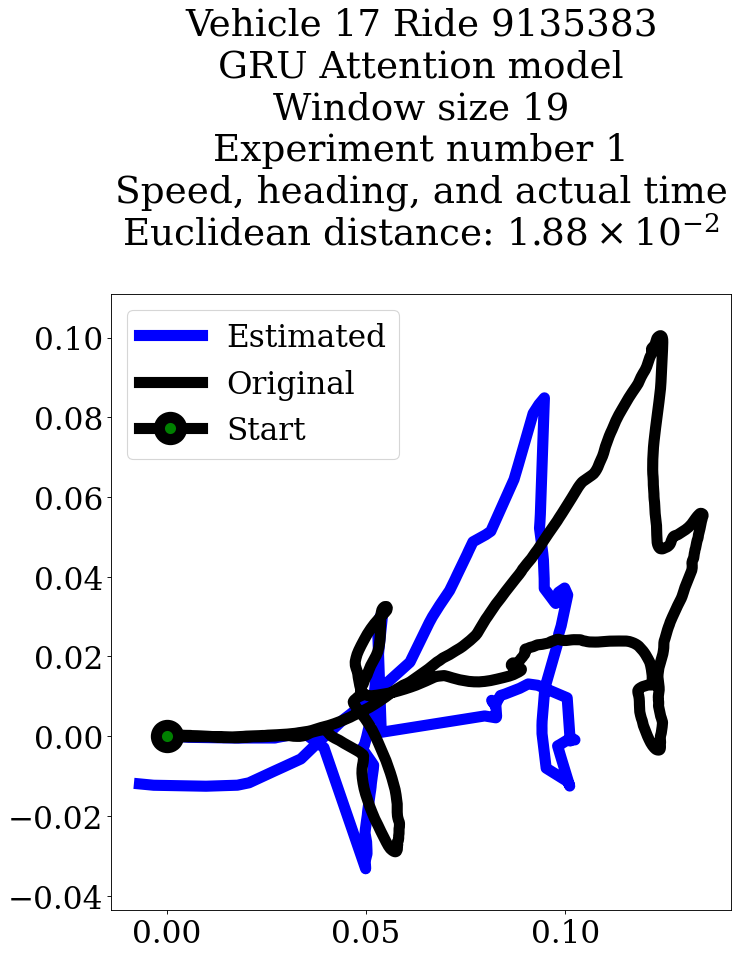 Vehicle 17 Ride 9135383
GRU Attention model
Window size 19
Experiment number 1
Speed, heading, and actual time
Euclidean distance: 1.88 × 10⁻²
Estimated
Original
Start
0.10
0.08
0.06
0.04
0.02
0.00
−0.02
−0.04
0.00 0.05 0.10